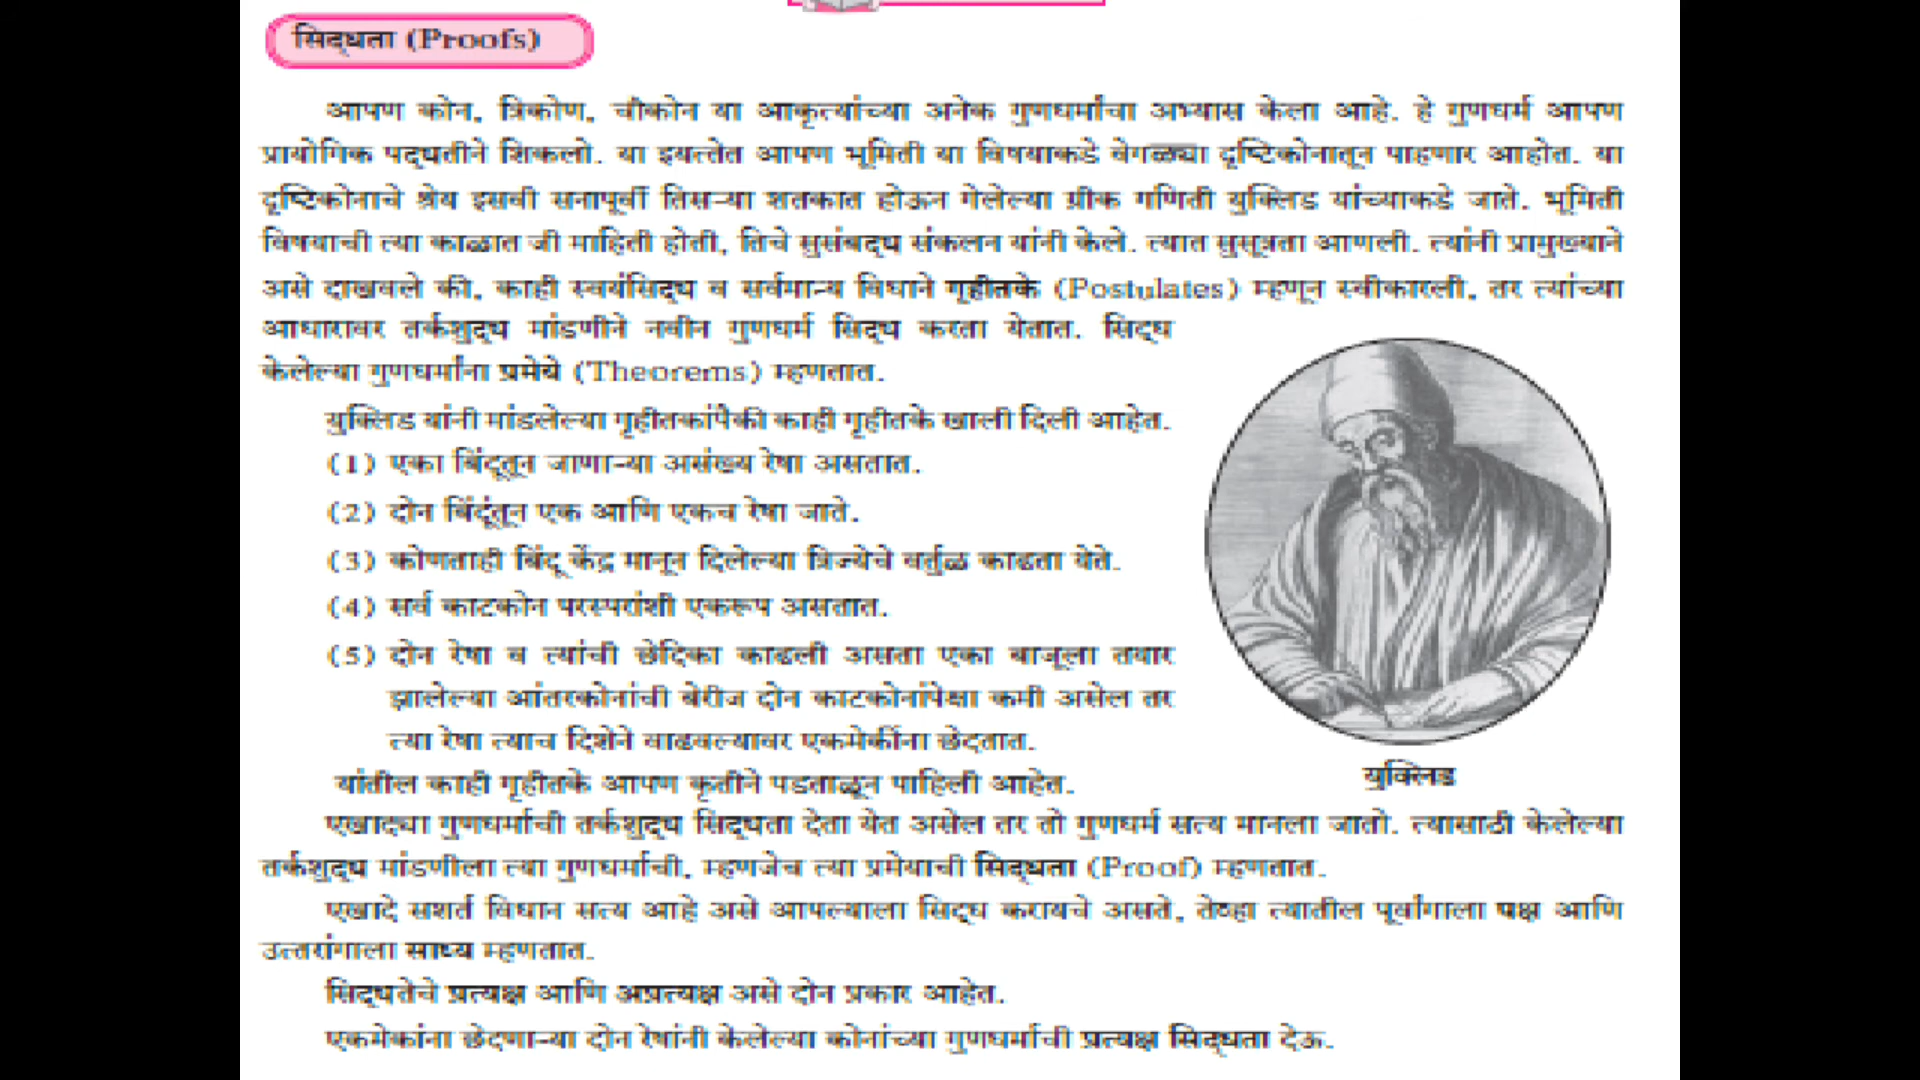 सिद्धता (Proofs)
आपण कोन, त्रिकोण, चौकोन या आकृत्यांच्या अनेक गुणधर्मांचा अभ्यास केला आहे. हे गुणधर्म आपण
प्रायोगिक पद्धतीने शिकलो. या इयत्तेत आपण भूमिती या विषयाकडे वेगळ्या दृष्टिकोनातून पाहणार आहोत. या
दृष्टिकोनाचे श्रेय इसवी सनापूर्वी तिसऱ्या शतकात होऊन गेलेल्या ग्रीक गणिती युक्लिड यांच्याकडे जाते. भूमिती
विषयाची त्या काळात जी माहिती होती, तिचे सुसंबद्ध संकलन यांनी केले. त्यात सुसूत्रता आणली. त्यांनी प्रामुख्याने
असे दाखवले की, काही स्वयंसिद्ध व सर्वमान्य विधाने गृहीतके (Postulates) म्हणून स्वीकारली, तर त्यांच्या
आधारावर तर्कशुद्ध मांडणीने नवीन गुणधर्म सिद्ध करता येतात. सिद्ध
केलेल्या गुणधर्मांना प्रमेये (Theorems) म्हणतात.
युक्लिड यांनी मांडलेल्या गृहीतकांपैकी काही गृहीतके खाली दिली आहेत.
(1) एका बिंदूतून जाणाऱ्या असंख्य रेषा असतात.
(2) दोन बिंदूंतून एक आणि एकच रेषा जाते.
(3) कोणताही बिंदू केंद्र मानून दिलेल्या त्रिज्येचे वर्तुळ काढता येते.
(4) सर्व काटकोन परस्परांशी एकरूप असतात.
(5) दोन रेषा व त्यांची छेदिका काढली असता एका बाजूला तयार
झालेल्या आंतरकोनांची बेरीज दोन काटकोनांपेक्षा कमी असेल तर
त्या रेषा त्याच दिशेने वाढवल्यावर एकमेकींना छेदतात.
युक्लिड
यांतील काही गृहीतके आपण कृतीने पडताळून पाहिली आहेत.
एखाद्या गुणधर्माची तर्कशुद्ध सिद्धता देता येत असेल तर तो गुणधर्म सत्य मानला जातो. त्यासाठी केलेल्या
तर्कशुद्ध मांडणीला त्या गुणधर्माची, म्हणजेच त्या प्रमेयाची सिद्धता (Proof) म्हणतात.
एखादे सशर्त विधान सत्य आहे असे आपल्याला सिद्ध करायचे असते, तेव्हा त्यातील पूर्वांगाला पक्ष आणि
उत्तरांगाला साध्य म्हणतात.
सिद्धतेचे प्रत्यक्ष आणि अप्रत्यक्ष असे दोन प्रकार आहेत.
एकमेकांना छेदणाऱ्या दोन रेषांनी केलेल्या कोनांच्या गुणधर्माची प्रत्यक्ष सिद्धता देऊ.